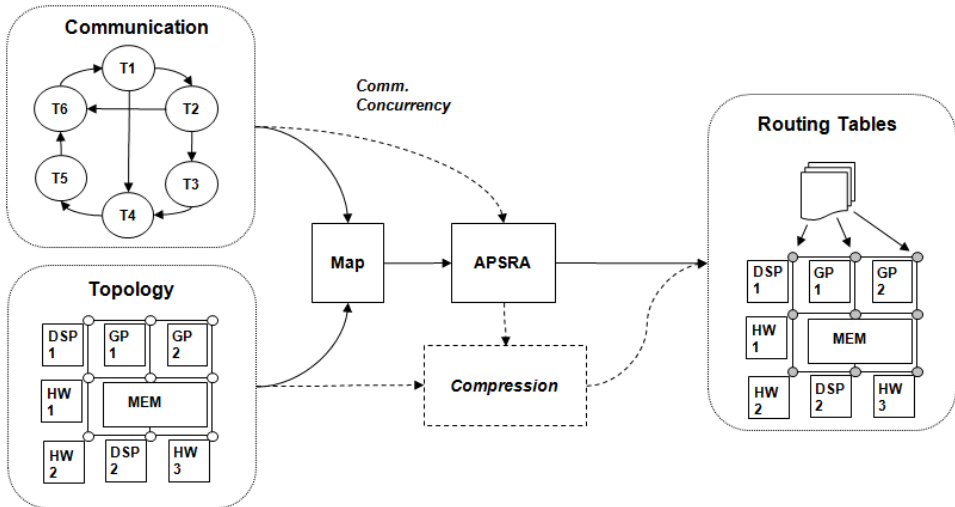 Communication
T1
T6
T2
T5
T3
T4
Comm.
Concurrency
Map
APSRA
Compression
Topology
DSP
1
GP
1
GP
2
HW
1
MEM
HW
2
DSP
2
HW
3
Routing Tables
DSP
1
GP
1
GP
2
HW
1
MEM
HW
2
DSP
2
HW
3